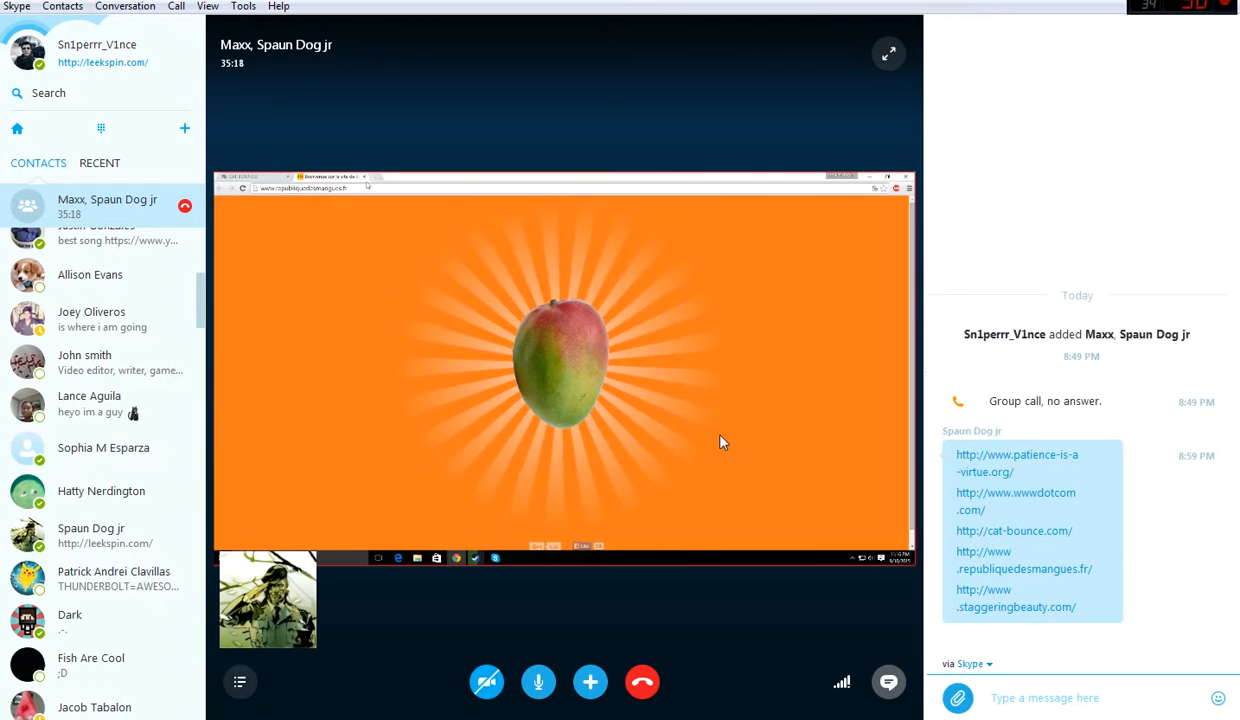 Skype Contacts Conversation Call View Tools Help
34
Sn1perrr_V1nce
http://leekspin.com/
Search
CONTACTS RECENT
Maxx, Spaun Dog jr
35:18
Justin Gonzales
best song https://www.y...
Allison Evans
Joey Oliveros
is where i am going
John smith
Video editor, writer, game...
Lance Aguila
heyo im a guy
Sophia M Esparza
Hatty Nerdington
Spaun Dog jr
http://leekspin.com/
Patrick Andrei Clavillas
THUNDERBOLT=AWESO...
Dark
.-.
Fish Are Cool
;D
Jacob Tabalon
Maxx, Spaun Dog jr
35:18
www.republiquedesmangues.fr
Today
Sn1perrr_V1nce added Maxx, Spaun Dog jr
8:49 PM
Group call, no answer. 8:49 PM
Spaun Dog jr
http://www.patience-is-a
-virtue.org/
8:59 PM
http://www.wwwdotcom
.com/
http://cat-bounce.com/
http://www
.republiquedesmangues.fr/
http://www
.staggeringbeauty.com/
via Skype
Type a message here